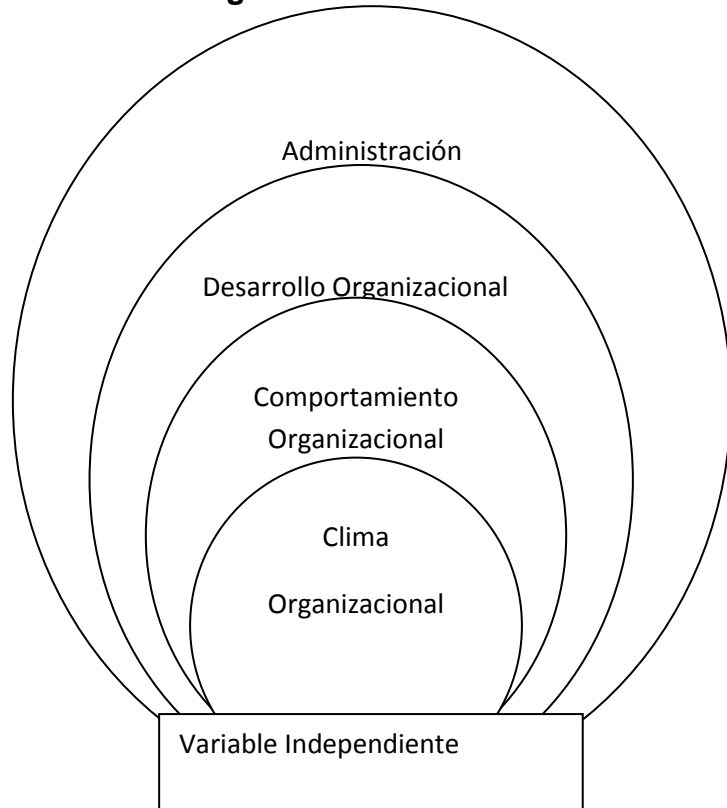 Administración
Desarrollo Organizacional
Comportamiento
Organizacional
Clima
Organizacional
Variable Independiente